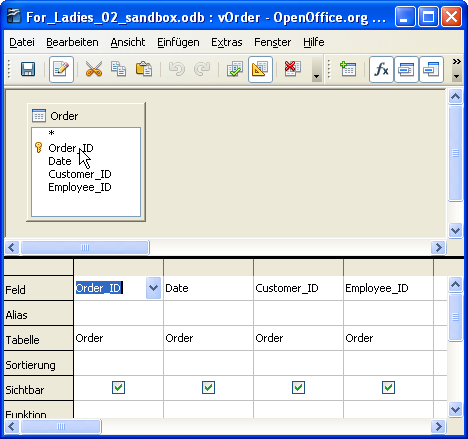 For_Ladies_02_sandbox.odb : vOrder - OpenOffice.org ...
Datei Bearbeiten Ansicht Einfügen Extras Fenster Hilfe
Order
*
Order_ID
Date
Customer_ID
Employee_ID
Feld Order_ID Date Customer_ID Employee_ID
Alias
Tabelle Order Order Order Order
Sortierung
Sichtbar
Funktion